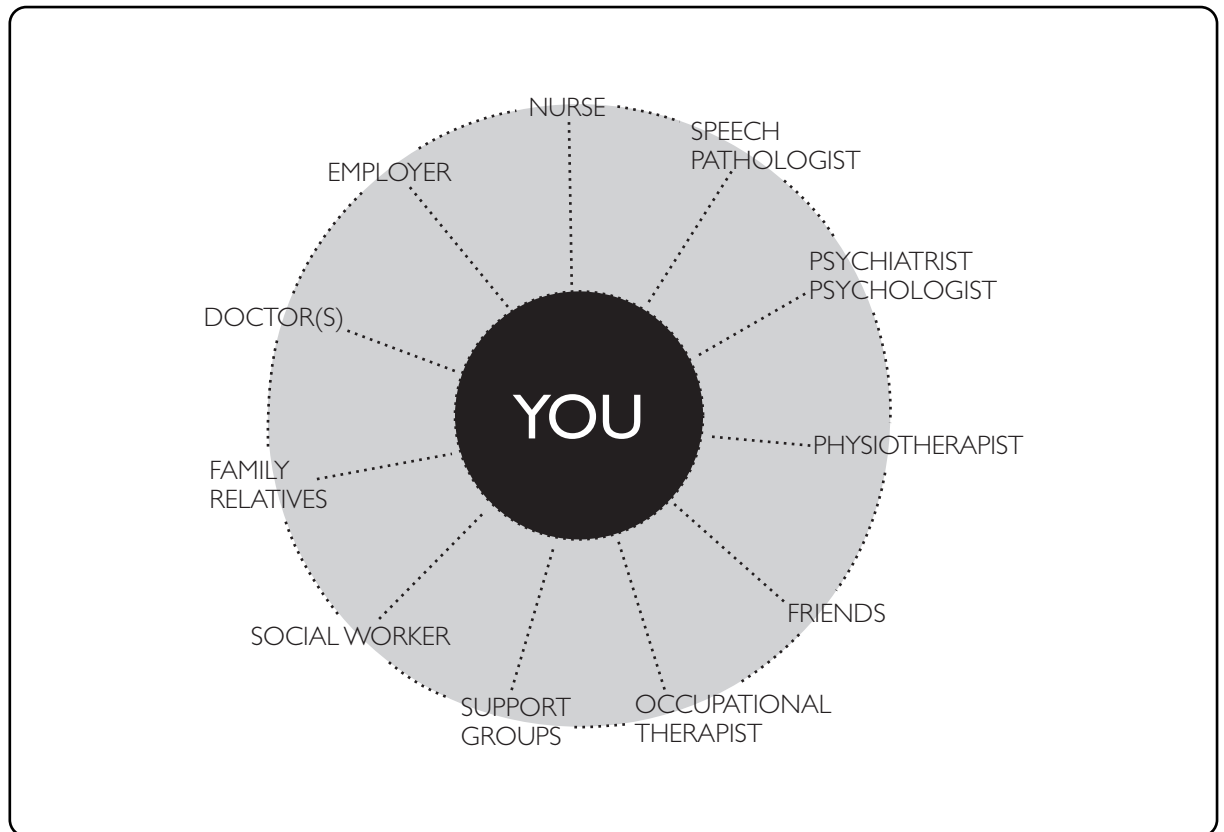 NURSE
SPEECH
PATHOLOGIST
EMPLOYER
PSYCHIATRIST
PSYCHOLOGIST
DOCTOR(S)
YOU
PHYSIOTHERAPIST
FAMILY
RELATIVES
FRIENDS
SOCIAL WORKER
SUPPORT
GROUPS
OCCUPATIONAL
THERAPIST